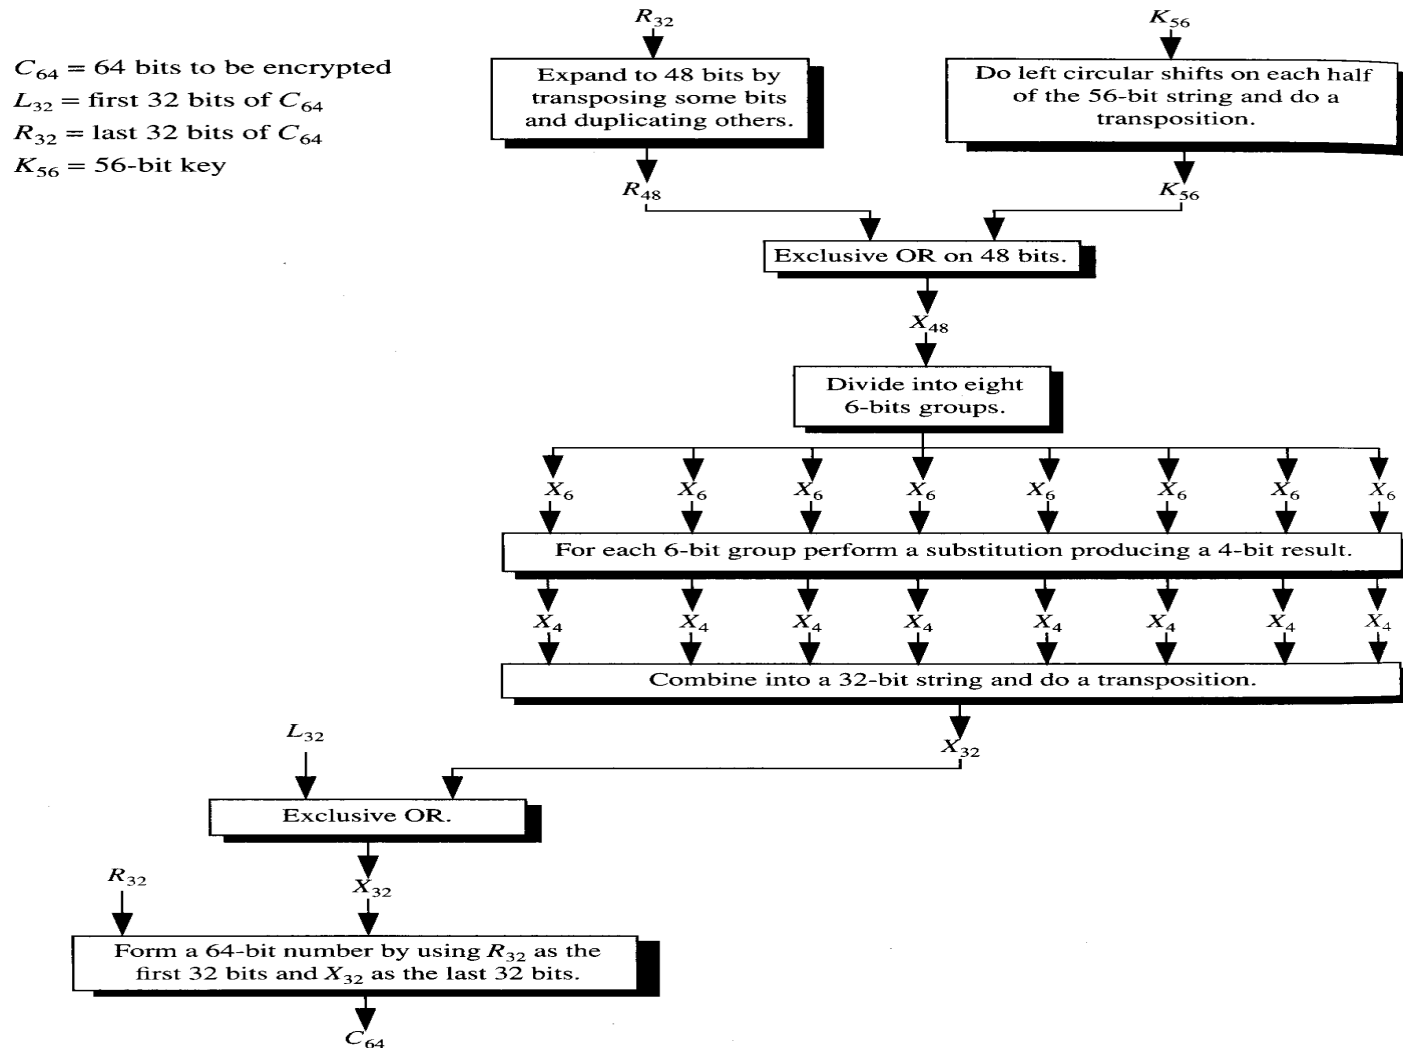 R32
K56
C64 = 64 bits to be encrypted
L32 = first 32 bits of C64
R32 = last 32 bits of C64
K56 = 56-bit key
Expand to 48 bits by
transposing some bits
and duplicating others.
Do left circular shifts on each half
of the 56-bit string and do a
transposition.
R48
K56
Exclusive OR on 48 bits.
X48
Divide into eight
6-bits groups.
X6 X6 X6 X6 X6 X6 X6 X6
For each 6-bit group perform a substitution producing a 4-bit result.
X4 X4 X4 X4 X4 X4 X4 X4
Combine into a 32-bit string and do a transposition.
L32
X32
Exclusive OR.
R32
X32
Form a 64-bit number by using R32 as the
first 32 bits and X32 as the last 32 bits.
C64